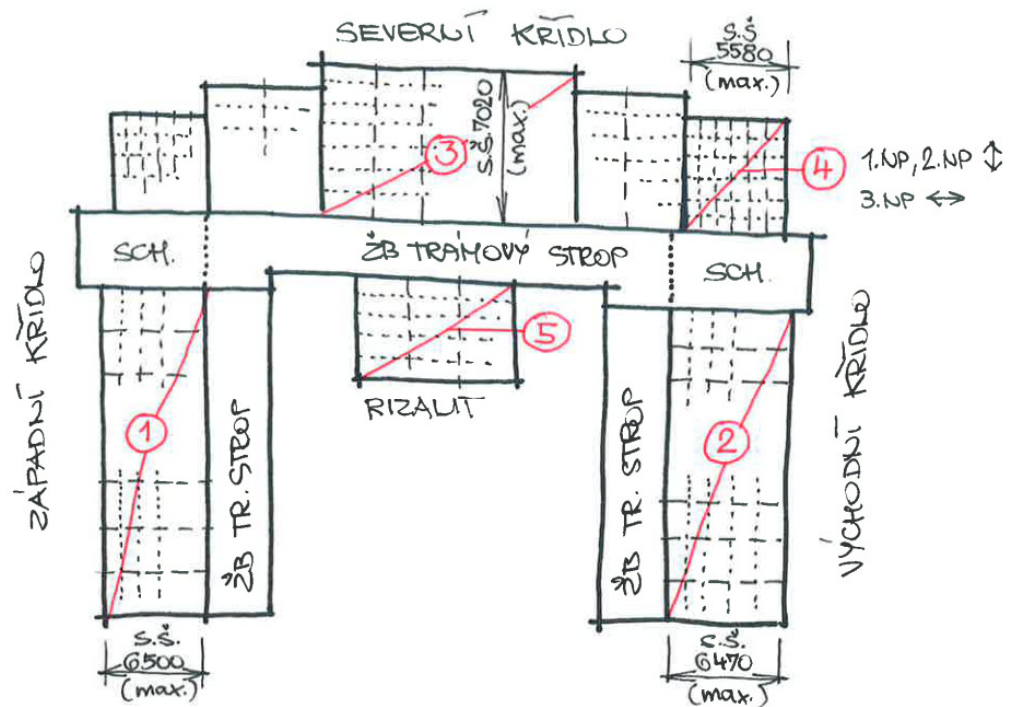 SEVERNÍ KŘÍDLO
S.Š
5580
(max.)
S.Š. 7020
(max.)
3
4
1.NP, 2.NP ↕
3.NP ↔
SCH.
ŽB TRÁMOVÝ STROP
SCH.
5
RIZALIT
ZÁPADNÍ KŘÍDLO
1
ŽB TR. STROP
ŽB TR. STROP
2
VÝCHODNÍ KŘÍDLO
S.Š.
6500
(max.)
S.Š.
6470
(max.)